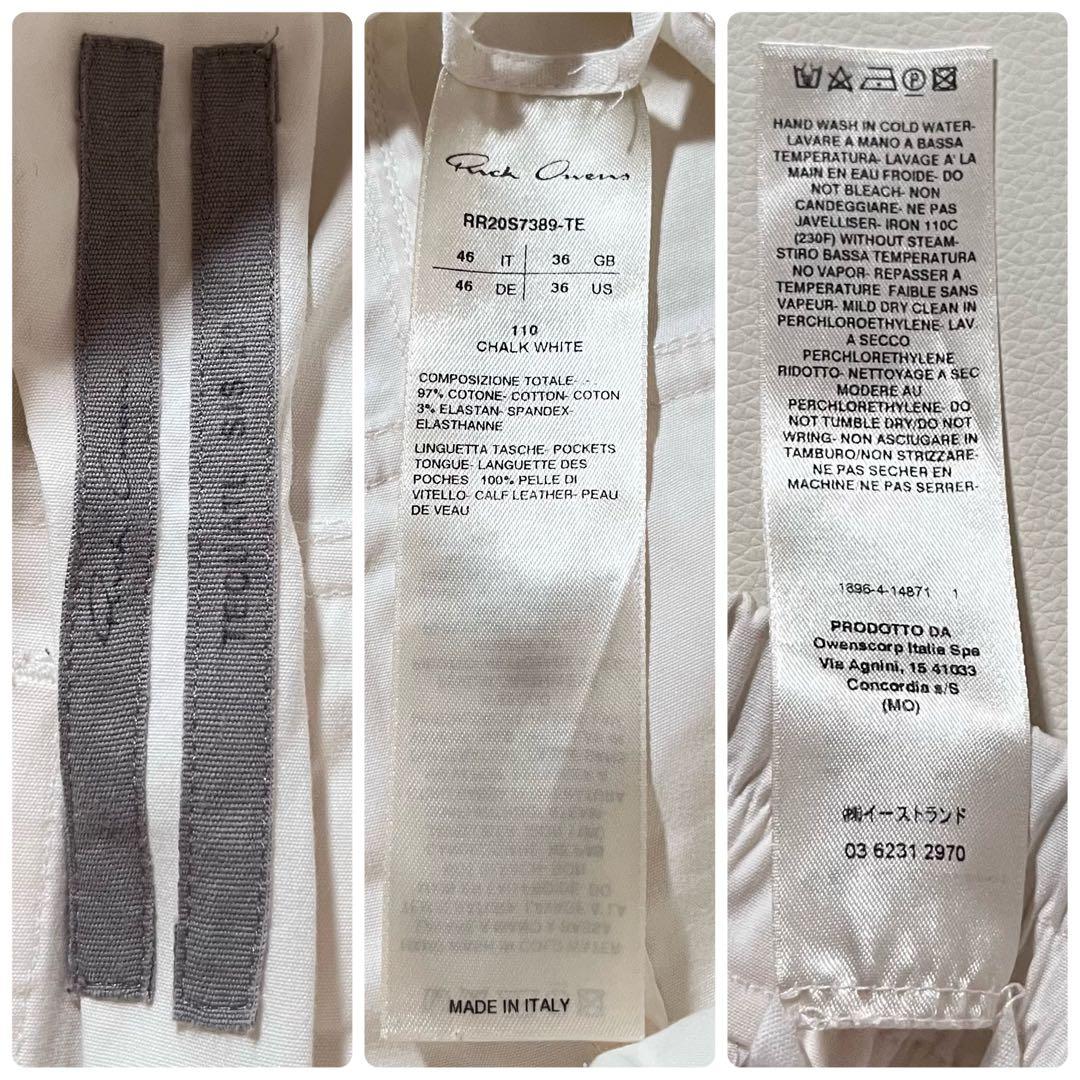 Rick Owens
TECUATL SS20
Rick Owens
RR20S7389-TE
46 IT 36 GB
46 DE 36 US
110
CHALK WHITE
COMPOSIZIONE TOTALE- - .
97% COTONE- COTTON- COTON
3% ELASTAN- SPANDEX-
ELASTHANNE
LINGUETTA TASCHE- POCKETS
TONGUE- LANGUETTE DES
POCHES 100% PELLE DI
VITELLO- CALF LEATHER- PEAU
DE VEAU
MADE IN ITALY
HAND WASH IN COLD WATER-
LAVARE A MANO A BASSA
TEMPERATURA- LAVAGE A' LA
MAIN EN EAU FROIDE- DO
NOT BLEACH- NON
CANDEGGIARE- NE PAS
JAVELLISER- IRON 110C
(230F) WITHOUT STEAM-
STIRO BASSA TEMPERATURA
NO VAPOR- REPASSER A
TEMPERATURE FAIBLE SANS
VAPEUR- MILD DRY CLEAN IN
PERCHLOROETHYLENE- LAV.
A SECCO
PERCHLORETHYLENE
RIDOTTO- NETTOYAGE A SEC
MODERE AU
PERCHLORETHYLENE- DO
NOT TUMBLE DRY/DO NOT
WRING- NON ASCIUGARE IN
TAMBURO/NON STRIZZARE-
NE PAS SECHER EN
MACHINE/NE PAS SERRER-
1896-4-14871 1
PRODOTTO DA
Owenscorp Italia Spa
Via Agnini, 15 41033
Concordia s/S
(MO)
㈱イーストランド
03 6231 2970